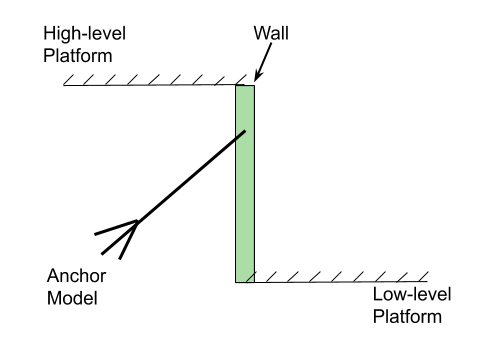 High-level
Platform
Wall
Anchor
Model
Low-level
Platform